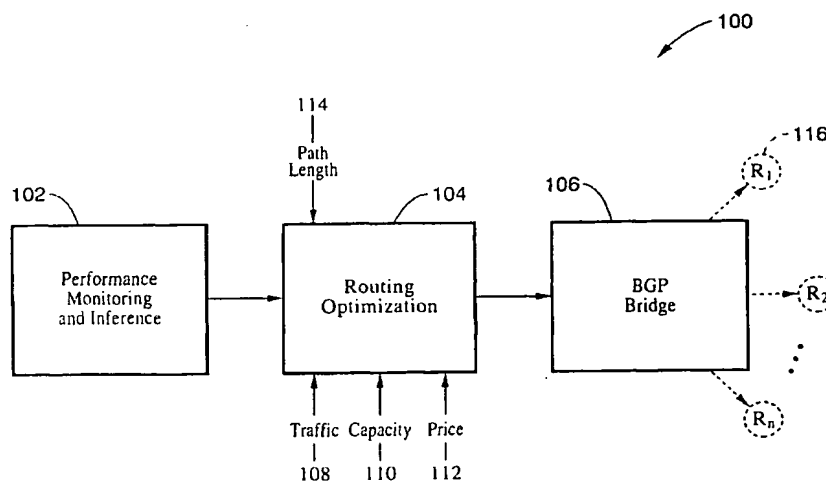 100
114
Path
Length
116
R1
102
104
106
Performance
Monitoring
and Inference
Routing
Optimization
BGP
Bridge
R2
Rn
Traffic Capacity Price
108 110 112